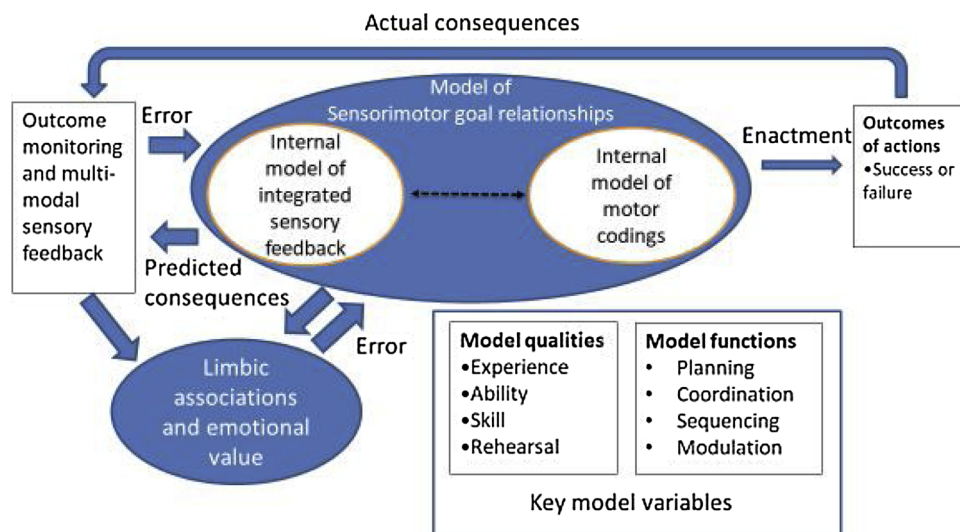 Actual consequences
Outcome
monitoring
and multi-
modal
sensory
feedback
Error
Predicted
consequences
Model of
Sensorimotor goal relationships
Internal
model of
integrated
sensory
feedback
Internal
model of
motor
codings
Enactment
Outcomes
of actions
•Success or
failure
Error
Limbic
associations
and emotional
value
Model qualities
•Experience
•Ability
•Skill
•Rehearsal
Model functions
• Planning
• Coordination
• Sequencing
• Modulation
Key model variables